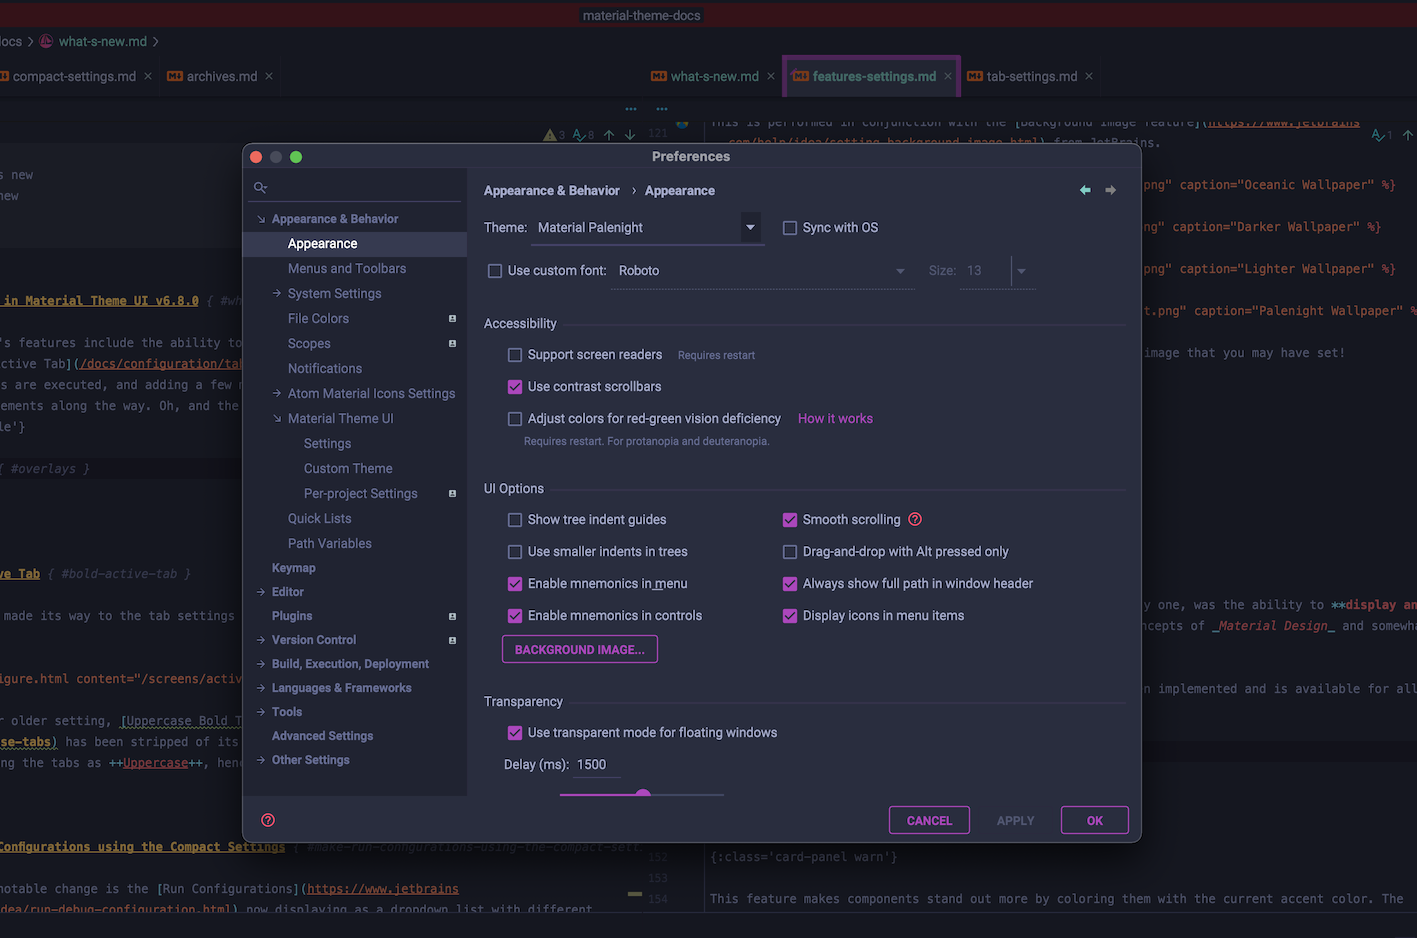 material-theme-docs
ocs > what-s-new.md >
compact-settings.md × archives.md ×
what-s-new.md × features-settings.md × tab-settings.md ×
3 8 121
This is performed in conjunction with the [Background image feature](https://www.jetbrains
.com/help/idea/setting-background-image.html) from JetBrains.
1
s new
new
png" caption="Oceanic Wallpaper" %}
ng" caption="Darker Wallpaper" %}
png" caption="Lighter Wallpaper" %}
in Material Theme UI v6.8.0 { #wh
t.png" caption="Palenight Wallpaper" %
's features include the ability to
ctive Tab](/docs/configuration/tab
image that you may have set!
s are executed, and adding a few
ements along the way. Oh, and the
le'}
{ #overlays }
ve Tab { #bold-active-tab }
made its way to the tab settings
y one, was the ability to **display an
ncepts of _Material Design_ and somewha
igure.html content="/screens/activ
n implemented and is available for all
r older setting, [Uppercase Bold T
se-tabs) has been stripped of its
ng the tabs as ++Uppercase++, hen
Preferences
Appearance & Behavior
Appearance
Menus and Toolbars
System Settings
File Colors
Scopes
Notifications
Atom Material Icons Settings
Material Theme UI
Settings
Custom Theme
Per-project Settings
Quick Lists
Path Variables
Keymap
Editor
Plugins
Version Control
Build, Execution, Deployment
Languages & Frameworks
Tools
Advanced Settings
Other Settings
Appearance & Behavior › Appearance
Theme: Material Palenight Sync with OS
Use custom font: Roboto Size: 13
Accessibility
Support screen readers Requires restart
Use contrast scrollbars
Adjust colors for red-green vision deficiency How it works
Requires restart. For protanopia and deuteranopia.
UI Options
Show tree indent guides Smooth scrolling
Use smaller indents in trees Drag-and-drop with Alt pressed only
Enable mnemonics in menu Always show full path in window header
Enable mnemonics in controls Display icons in menu items
BACKGROUND IMAGE...
Transparency
Use transparent mode for floating windows
Delay (ms): 1500
CANCEL APPLY OK
Configurations using the Compact Settings { #make-run-configurations-using-the-compact-sett.
152 {:class='card-panel warn'}
153
notable change is the [Run Configurations](https://www.jetbrains
154 This feature makes components stand out more by coloring them with the current accent color. The
dea/run-debug-configuration.html) now displaying as a dropdown list with different